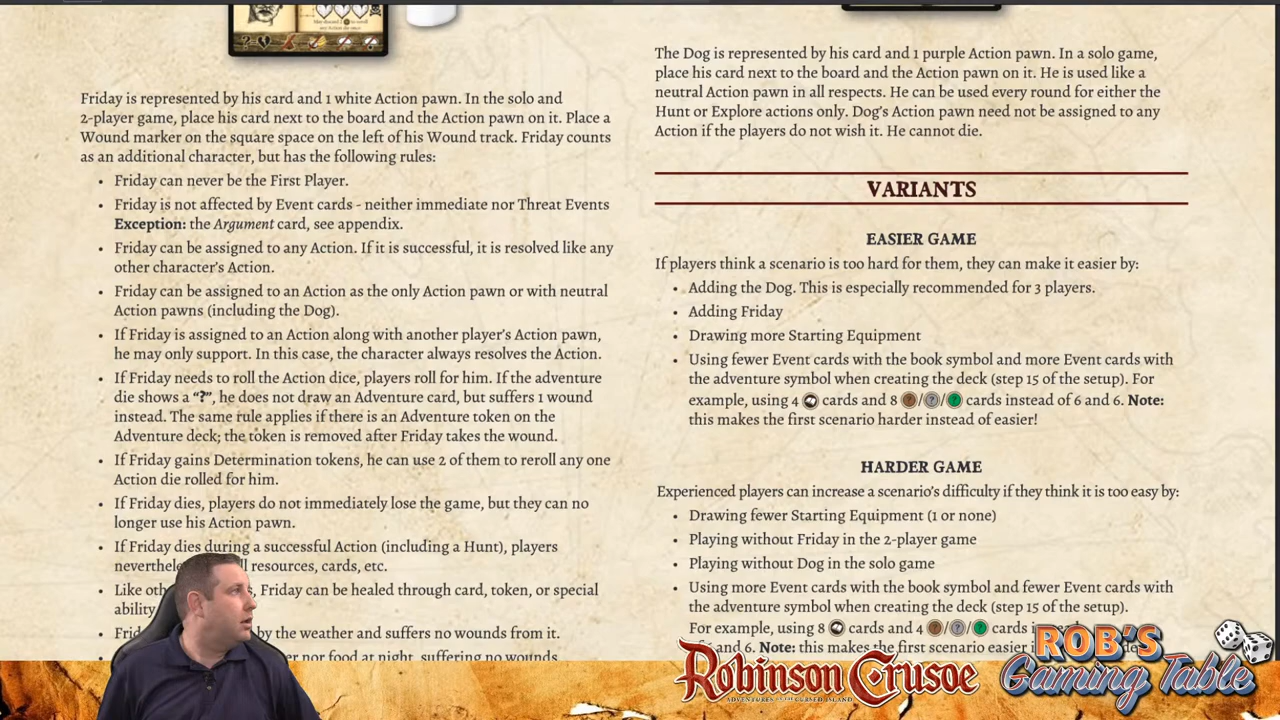 Friday is represented by his card and 1 white Action pawn. In the solo and
2-player game, place his card next to the board and the Action pawn on it. Place a
Wound marker on the square space on the left of his Wound track. Friday counts
as an additional character, but has the following rules:
• Friday can never be the First Player.
• Friday is not affected by Event cards - neither immediate nor Threat Events
Exception: the Argument card, see appendix.
• Friday can be assigned to any Action. If it is successful, it is resolved like any
other character's Action.
• Friday can be assigned to an Action as the only Action pawn or with neutral
Action pawns (including the Dog).
• If Friday is assigned to an Action along with another player's Action pawn,
he may only support. In this case, the character always resolves the Action.
• If Friday needs to roll the Action dice, players roll for him. If the adventure
die shows a "?", he does not draw an Adventure card, but suffers 1 wound
instead. The same rule applies if there is an Adventure token on the
Adventure deck; the token is removed after Friday takes the wound.
• If Friday gains Determination tokens, he can use 2 of them to reroll any one
Action die rolled for him.
• If Friday dies, players do not immediately lose the game, but they can no
longer use his Action pawn.
• If Friday dies during a successful Action (including a Hunt), players
resources, cards, etc.
• Like Friday can be healed through card, token, or special
ability
• by the weather and suffers no wounds from it.
• nor food at night, suffering no wounds
The Dog is represented by his card and 1 purple Action pawn. In a solo game,
place his card next to the board and the Action pawn on it. He is used like a
neutral Action pawn in all respects. He can be used every round for either the
Hunt or Explore actions only. Dog's Action pawn need not be assigned to any
Action if the players do not wish it. He cannot die.
VARIANTS
EASIER GAME
If players think a scenario is too hard for them, they can make it easier by:
• Adding the Dog. This is especially recommended for 3 players.
• Adding Friday
• Drawing more Starting Equipment
• Using fewer Event cards with the book symbol and more Event cards with
the adventure symbol when creating the deck (step 15 of the setup). For
example, using 4 cards and 8 ?/?/? cards instead of 6 and 6. Note:
this makes the first scenario harder instead of easier!
HARDER GAME
Experienced players can increase a scenario's difficulty if they think it is too easy by:
• Drawing fewer Starting Equipment (1 or none)
• Playing without Friday in the 2-player game
• Playing without Dog in the solo game
• Using more Event cards with the book symbol and fewer Event cards with
the adventure symbol when creating the deck (step 15 of the setup).
For example, using 8 cards and 4 ?/?/? cards
and 6. Note: this makes the first scenario easier
Robinson Crusoe
ADVENTURES ON THE CURSED ISLAND
ROB'S
Gaming Table